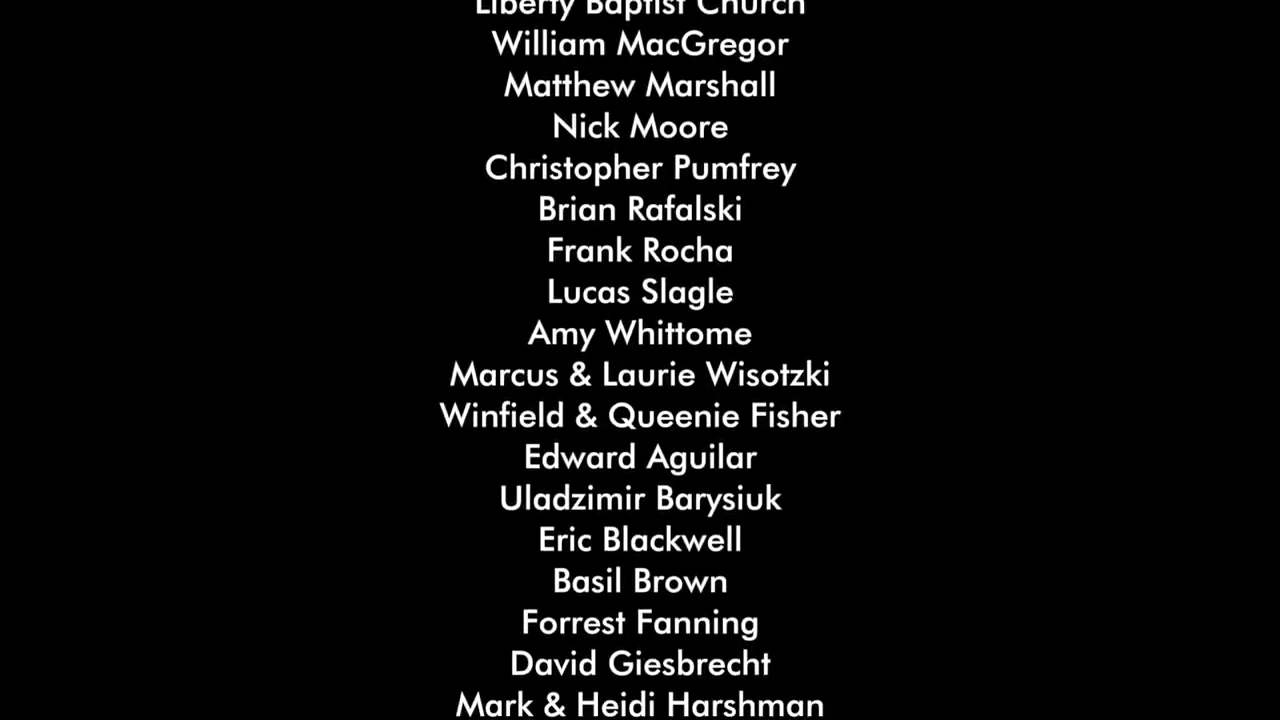 Liberty Baptist Church
William MacGregor
Matthew Marshall
Nick Moore
Christopher Pumfrey
Brian Rafalski
Frank Rocha
Lucas Slagle
Amy Whittome
Marcus & Laurie Wisotzki
Winfield & Queenie Fisher
Edward Aguilar
Uladzimir Barysiuk
Eric Blackwell
Basil Brown
Forrest Fanning
David Giesbrecht
Mark & Heidi Harshman